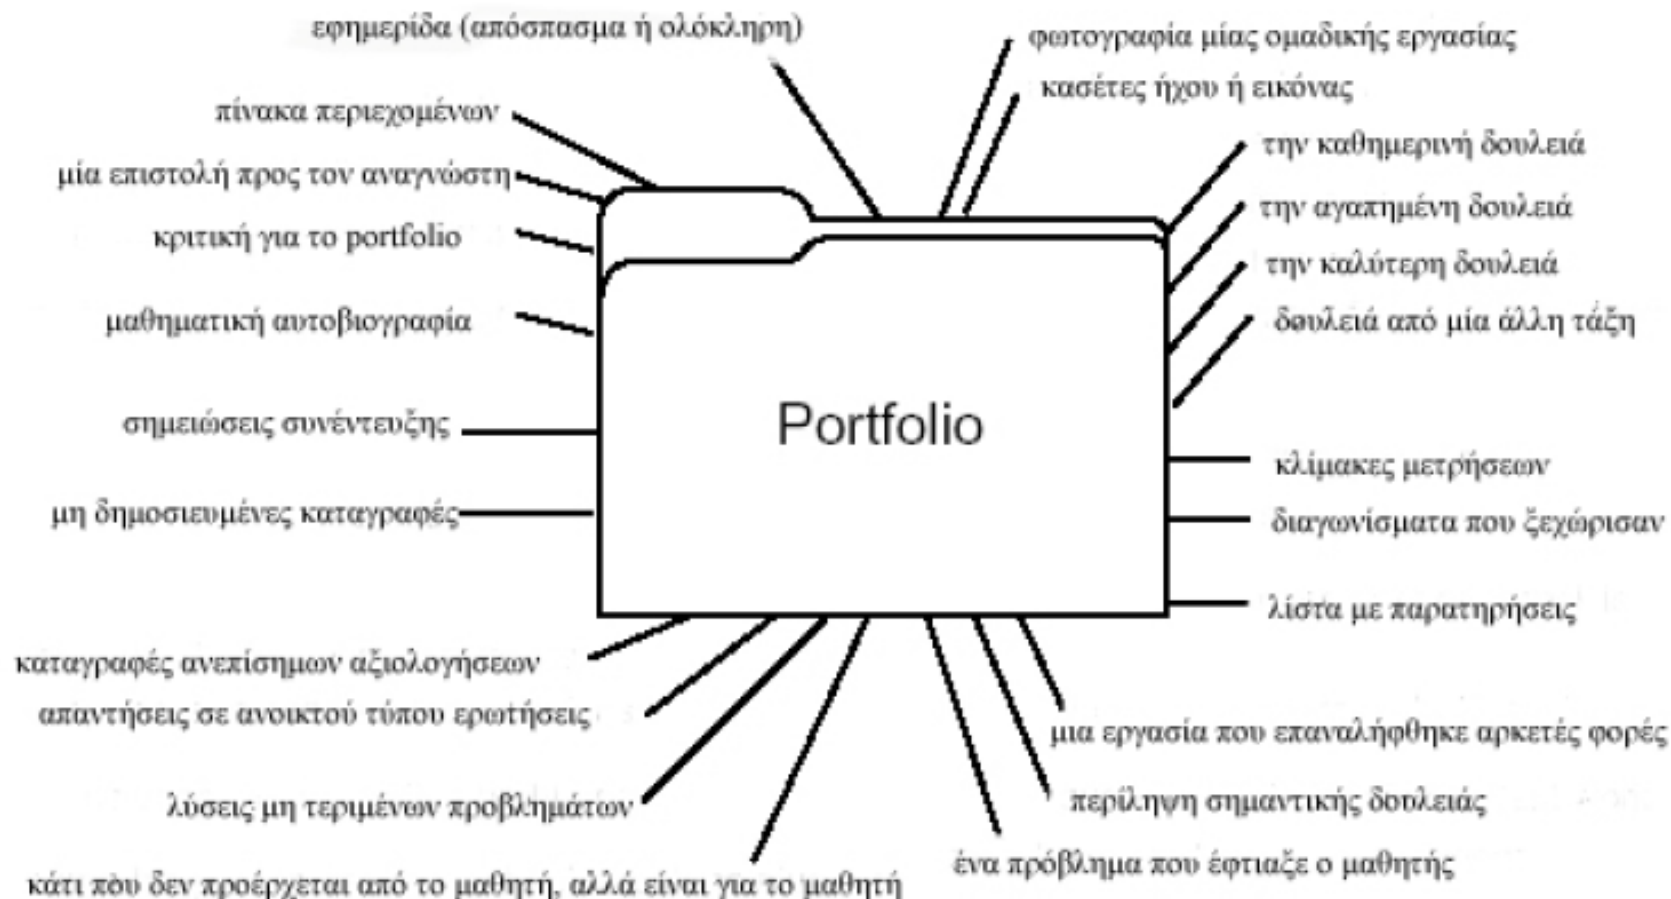 εφημερίδα (απόσπασμα ή ολόκληρη)
φωτογραφία μίας ομαδικής εργασίας
κασέτες ήχου ή εικόνας
πίνακα περιεχομένων
την καθημερινή δουλειά
μία επιστολή προς τον αναγνώστη
την αγαπημένη δουλειά
κριτική για το portfolio
την καλύτερη δουλειά
μαθηματική αυτοβιογραφία
δουλειά από μία άλλη τάξη
Portfolio
σημειώσεις συνέντευξης
κλίμακες μετρήσεων
μη δημοσιευμένες καταγραφές
διαγωνίσματα που ξεχώρισαν
λίστα με παρατηρήσεις
καταγραφές ανεπίσημων αξιολογήσεων
απαντήσεις σε ανοικτού τύπου ερωτήσεις
μια εργασία που επαναλήφθηκε αρκετές φορές
λύσεις μη τεριμένων προβλημάτων
περίληψη σημαντικής δουλειάς
ένα πρόβλημα που έφτιαξε ο μαθητής
κάτι που δεν προέρχεται από το μαθητή, αλλά είναι για το μαθητή